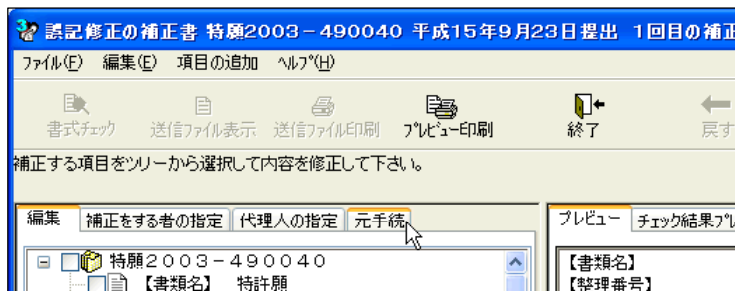 誤記修正の補正書 特願2003－490040 平成15年9月23日提出 1回目の補正
ファイル(F) 編集(E) 項目の追加 ヘルプ(H)
書式チェック 送信ファイル表示 送信ファイル印刷 プレビュー印刷 終了 戻す
補正する項目をツリーから選択して内容を修正して下さい。
編集 補正をする者の指定 代理人の指定 元手続 プレビュー チェック結果プレ
特願２００３－４９００４０ 【書類名】
【書類名】 特許願 【整理番号】